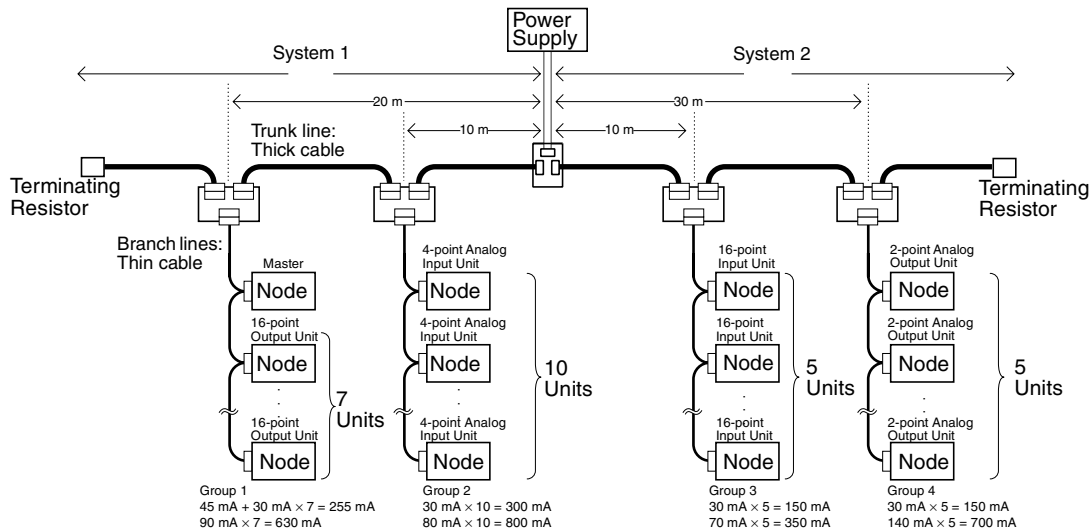 Power
Supply
System 1
System 2
20 m
30 m
10 m
10 m
Trunk line:
Thick cable
Terminating
Resistor
Terminating
Resistor
Branch lines:
Thin cable
Master
Node
16-point
Output Unit
Node
16-point
Output Unit
Node
7
Units
4-point Analog
Input Unit
Node
4-point Analog
Input Unit
Node
4-point Analog
Input Unit
Node
10
Units
16-point
Input Unit
Node
16-point
Input Unit
Node
16-point
Input Unit
Node
5
Units
2-point Analog
Output Unit
Node
2-point Analog
Output Unit
Node
2-point Analog
Output Unit
Node
5
Units
Group 1
45 mA + 30 mA × 7 = 255 mA
90 mA × 7 = 630 mA
Group 2
30 mA × 10 = 300 mA
80 mA × 10 = 800 mA
Group 3
30 mA × 5 = 150 mA
70 mA × 5 = 350 mA
Group 4
30 mA × 5 = 150 mA
140 mA × 5 = 700 mA